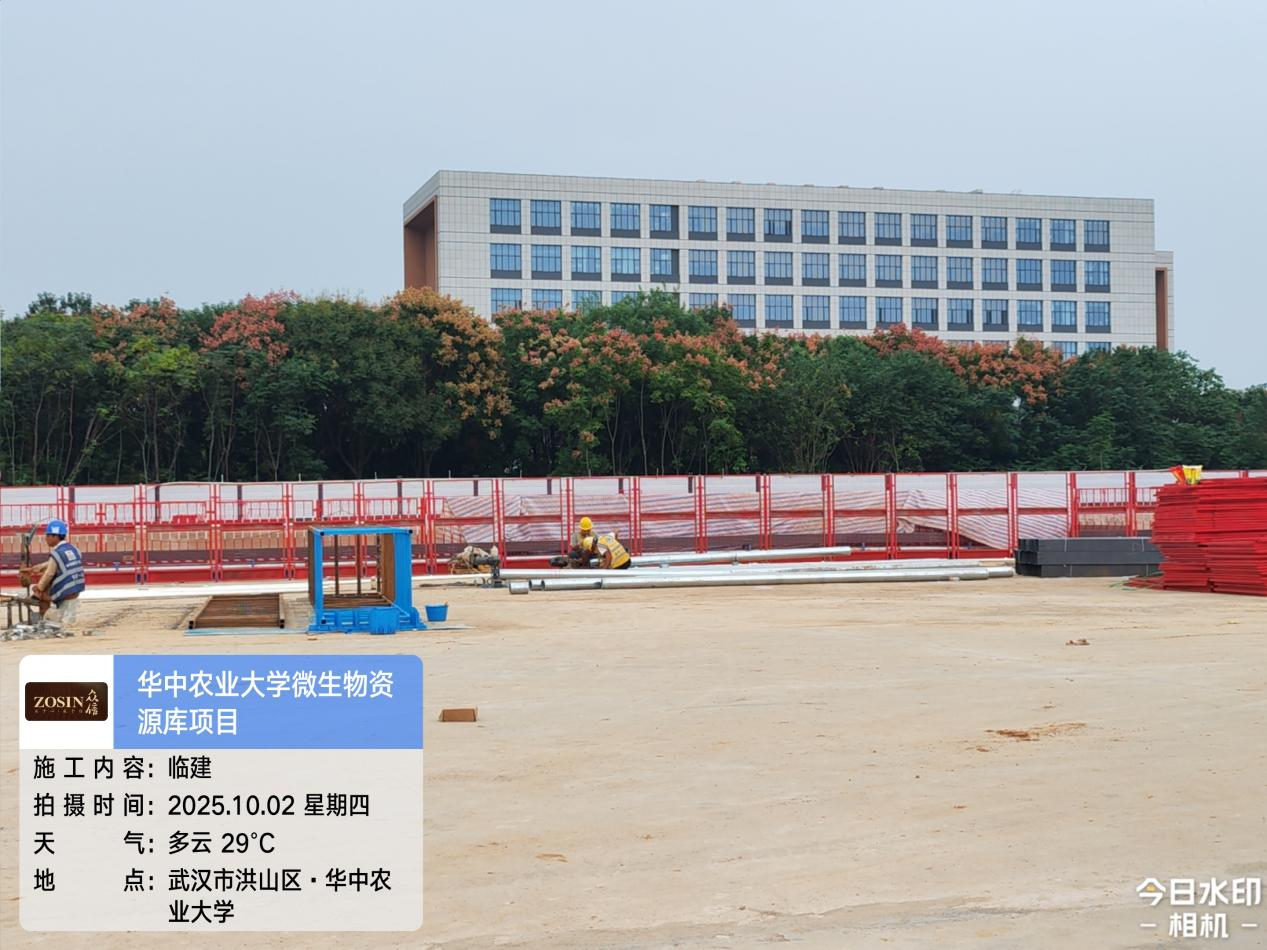 ZOSIN 众信
华中农业大学微生物资
源库项目
施工内容：临建
拍摄时间：2025.10.02 星期四
天气：多云 29°C
地点：武汉市洪山区·华中农
业大学
今日水印
相机